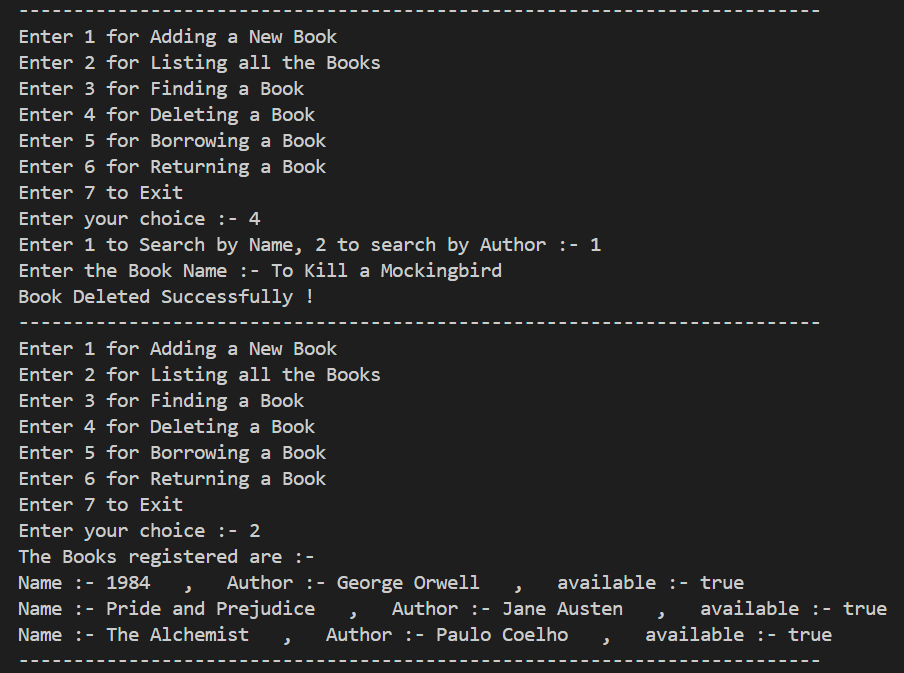 -------------------------------------------------------------------------
Enter 1 for Adding a New Book
Enter 2 for Listing all the Books
Enter 3 for Finding a Book
Enter 4 for Deleting a Book
Enter 5 for Borrowing a Book
Enter 6 for Returning a Book
Enter 7 to Exit
Enter your choice :- 4
Enter 1 to Search by Name, 2 to search by Author :- 1
Enter the Book Name :- To Kill a Mockingbird
Book Deleted Successfully !
-------------------------------------------------------------------------
Enter 1 for Adding a New Book
Enter 2 for Listing all the Books
Enter 3 for Finding a Book
Enter 4 for Deleting a Book
Enter 5 for Borrowing a Book
Enter 6 for Returning a Book
Enter 7 to Exit
Enter your choice :- 2
The Books registered are :-
Name :- 1984   ,   Author :- George Orwell   ,   available :- true
Name :- Pride and Prejudice   ,   Author :- Jane Austen   ,   available :- true
Name :- The Alchemist   ,   Author :- Paulo Coelho   ,   available :- true
-------------------------------------------------------------------------